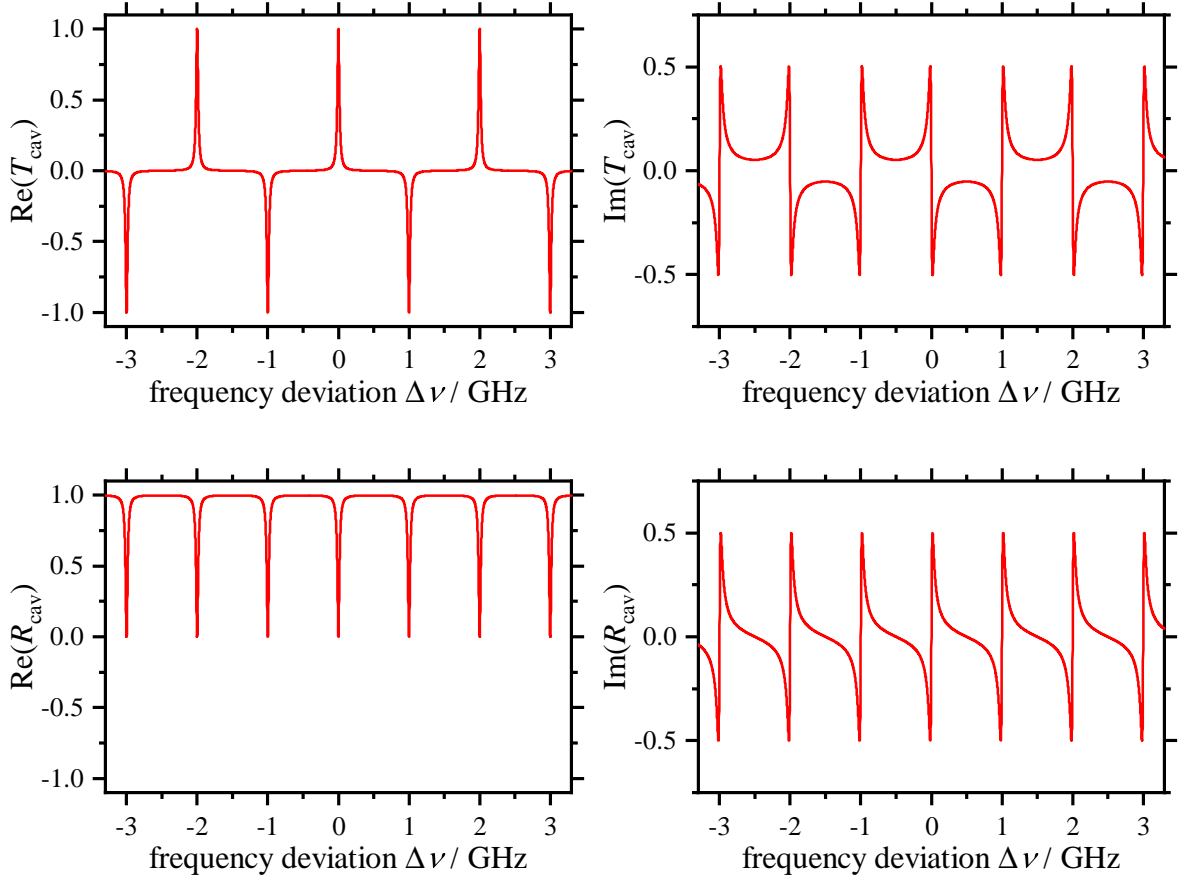 1.0
0.5
0.0
-0.5
-1.0
Re(T_cav)
-3 -2 -1 0 1 2 3
frequency deviation Δν / GHz
0.5
0.0
-0.5
Im(T_cav)
-3 -2 -1 0 1 2 3
frequency deviation Δν / GHz
1.0
0.5
0.0
-0.5
-1.0
Re(R_cav)
-3 -2 -1 0 1 2 3
frequency deviation Δν / GHz
0.5
0.0
-0.5
Im(R_cav)
-3 -2 -1 0 1 2 3
frequency deviation Δν / GHz